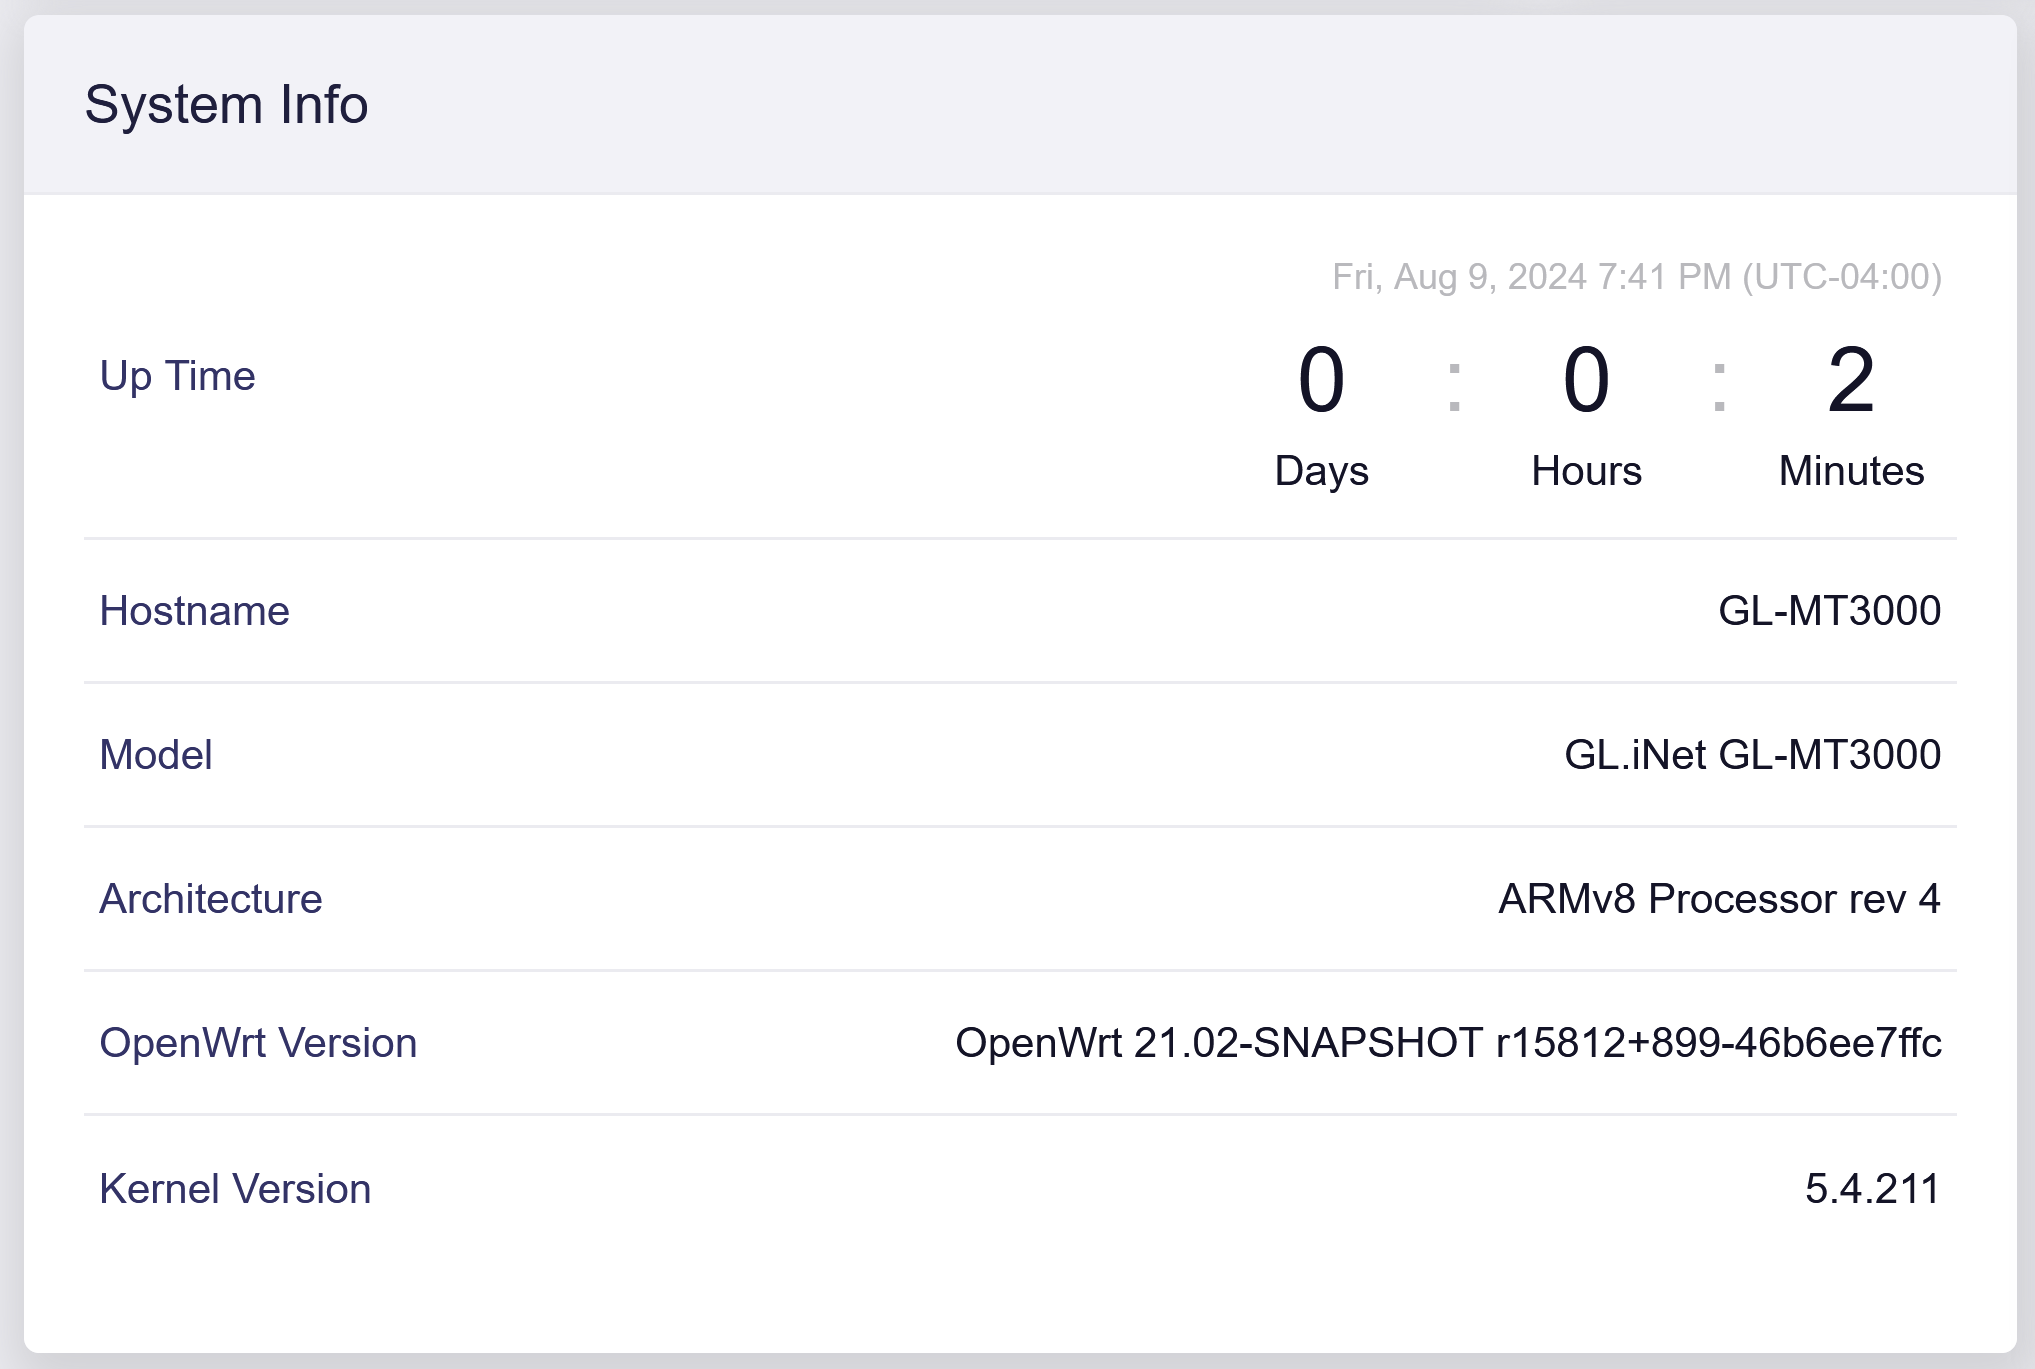 System Info
Fri, Aug 9, 2024 7:41 PM (UTC-04:00)
Up Time
0 : 0 : 2
Days Hours Minutes
Hostname GL-MT3000
Model GL.iNet GL-MT3000
Architecture ARMv8 Processor rev 4
OpenWrt Version OpenWrt 21.02-SNAPSHOT r15812+899-46b6ee7ffc
Kernel Version 5.4.211